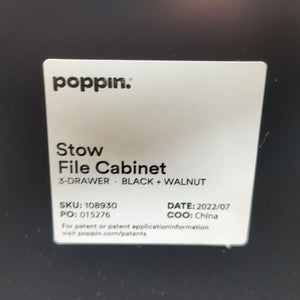 poppin.
Stow
File Cabinet
3-DRAWER · BLACK + WALNUT
SKU: 108930 DATE: 2022/07
PO: 015276 COO: China
For patent or patent applicationinformation
visit poppin.com/patents